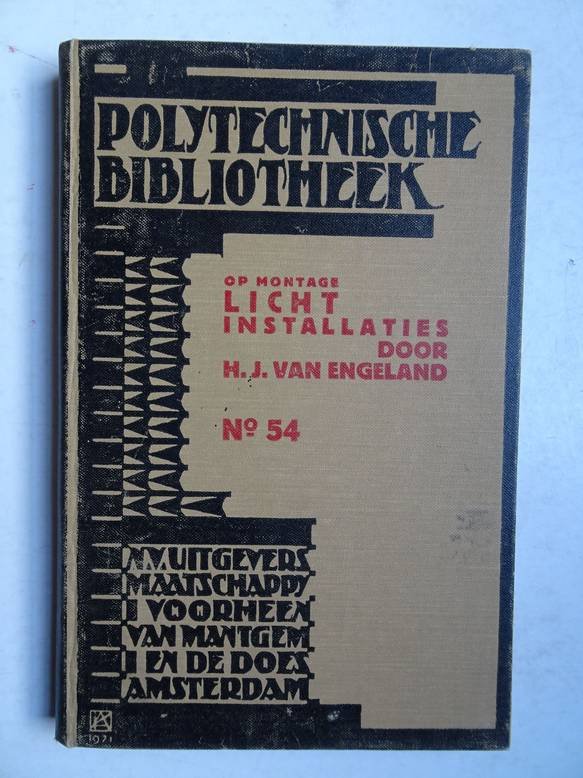 POLYTECHNISCHE
BIBLIOTHEEK
OP MONTAGE
LICHT
INSTALLATIES
DOOR
H. J. VAN ENGELAND
No 54
N.V. UITGEVERS
MAATSCHAPPY
VOORHEEN
VAN MANTGEM
EN DE DOES
AMSTERDAM
1921